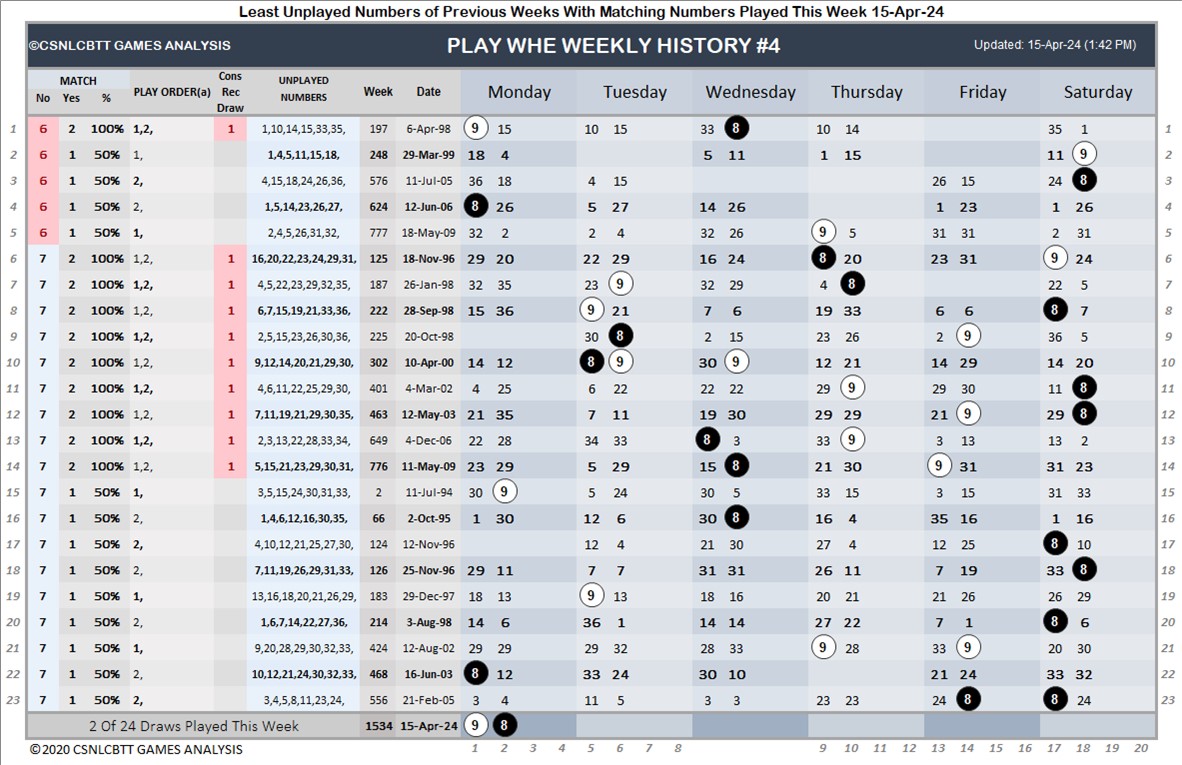 Least Unplayed Numbers of Previous Weeks With Matching Numbers Played This Week 15-Apr-24
©CSNLCBTT GAMES ANALYSIS PLAY WHE WEEKLY HISTORY #4 Updated: 15-Apr-24 (1:42 PM)
MATCH PLAY ORDER(a) Cons Rec Draw UNPLAYED NUMBERS Week Date Monday Tuesday Wednesday Thursday Friday Saturday
No Yes %
1 6 2 100% 1,2, 1 1,10,14,15,33,35, 197 6-Apr-98 9 15 10 15 33 8 10 14 35 1 1
2 6 1 50% 1, 1,4,5,11,15,18, 248 29-Mar-99 18 4 5 11 1 15 11 9 2
3 6 1 50% 2, 4,15,18,24,26,36, 576 11-Jul-05 36 18 4 15 26 15 24 8 3
4 6 1 50% 2, 1,5,14,23,26,27, 624 12-Jun-06 8 26 5 27 14 26 1 23 1 26 4
5 6 1 50% 1, 2,4,5,26,31,32, 777 18-May-09 32 2 2 4 32 26 9 5 31 31 2 31 5
6 7 2 100% 1,2, 1 16,20,22,23,24,29,31, 125 18-Nov-96 29 20 22 29 16 24 8 20 23 31 9 24 6
7 7 2 100% 1,2, 1 4,5,22,23,29,32,35, 187 26-Jan-98 32 35 23 9 32 29 4 8 22 5 7
8 7 2 100% 1,2, 1 6,7,15,19,21,33,36, 222 28-Sep-98 15 36 9 21 7 6 19 33 6 6 8 7 8
9 7 2 100% 1,2, 1 2,5,15,23,26,30,36, 225 20-Oct-98 30 8 2 15 23 26 2 9 36 5 9
10 7 2 100% 1,2, 1 9,12,14,20,21,29,30, 302 10-Apr-00 14 12 8 9 30 9 12 21 14 29 14 20 10
11 7 2 100% 1,2, 1 4,6,11,22,25,29,30, 401 4-Mar-02 4 25 6 22 22 22 29 9 29 30 11 8 11
12 7 2 100% 1,2, 1 7,11,19,21,29,30,35, 463 12-May-03 21 35 7 11 19 30 29 29 21 9 29 8 12
13 7 2 100% 1,2, 1 2,3,13,22,28,33,34, 649 4-Dec-06 22 28 34 33 8 3 33 9 3 13 13 2 13
14 7 2 100% 1,2, 1 5,15,21,23,29,30,31, 776 11-May-09 23 29 5 29 15 8 21 30 9 31 31 23 14
15 7 1 50% 1, 3,5,15,24,30,31,33, 2 11-Jul-94 30 9 5 24 30 5 33 15 3 15 31 33 15
16 7 1 50% 2, 1,4,6,12,16,30,35, 66 2-Oct-95 1 30 12 6 30 8 16 4 35 16 1 16 16
17 7 1 50% 2, 4,10,12,21,25,27,30, 124 12-Nov-96 12 4 21 30 27 4 12 25 8 10 17
18 7 1 50% 2, 7,11,19,26,29,31,33, 126 25-Nov-96 29 11 7 7 31 31 26 11 7 19 33 8 18
19 7 1 50% 1, 13,16,18,20,21,26,29, 183 29-Dec-97 18 13 9 13 18 16 20 21 21 26 26 29 19
20 7 1 50% 2, 1,6,7,14,22,27,36, 214 3-Aug-98 14 6 36 1 14 14 27 22 7 1 8 6 20
21 7 1 50% 1, 9,20,28,29,30,32,33, 424 12-Aug-02 29 29 29 32 28 33 9 28 33 9 20 30 21
22 7 1 50% 2, 10,12,21,24,30,32,33, 468 16-Jun-03 8 12 33 24 30 10 21 24 33 32 22
23 7 1 50% 2, 3,4,5,8,11,23,24, 556 21-Feb-05 3 4 11 5 3 3 23 23 24 8 8 24 23
2 Of 24 Draws Played This Week 1534 15-Apr-24 9 8
©2020 CSNLCBTT GAMES ANALYSIS 1 2 3 4 5 6 7 8 9 10 11 12 13 14 15 16 17 18 19 20